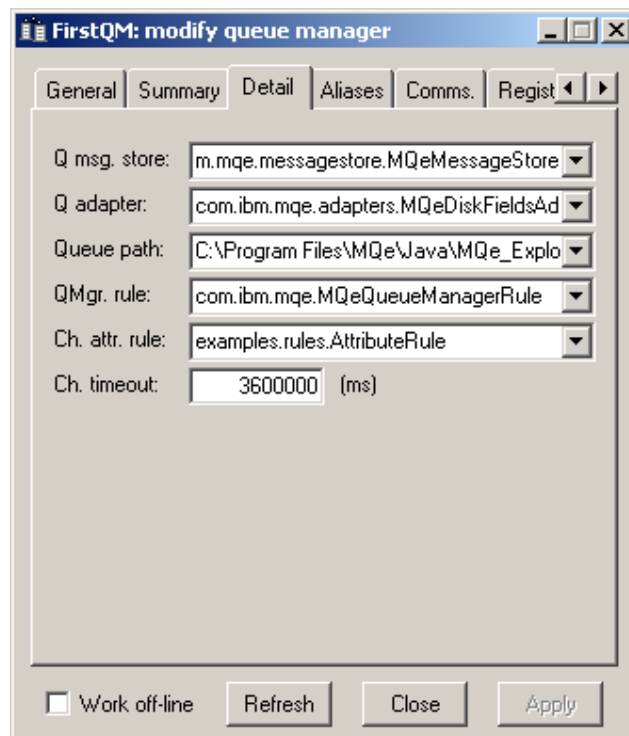 FirstQM: modify queue manager
General Summary Detail Aliases Comms. Regist
Q msg. store: m.mqe.messagestore.MQeMessageStore
Q adapter: com.ibm.mqe.adapters.MQeDiskFieldsAd
Queue path: C:\Program Files\MQe\Java\MQe_Explo
QMgr. rule: com.ibm.mqe.MQeQueueManagerRule
Ch. attr. rule: examples.rules.AttributeRule
Ch. timeout: 3600000 (ms)
Work off-line Refresh Close Apply